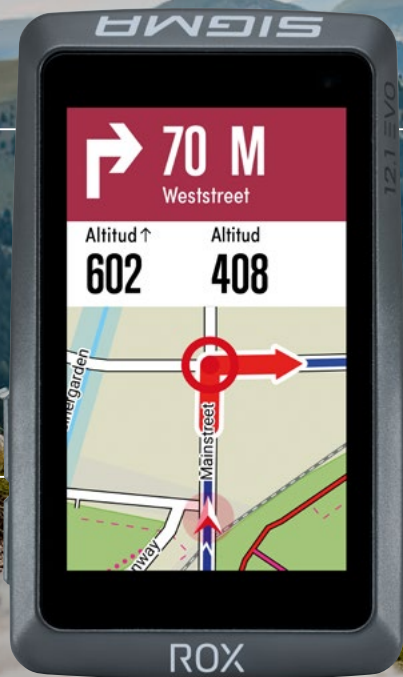 SIGMA
12.1 EVO
70 M
Weststreet
Altitud↑ Altitud
602 408
Mainstreet
ROX